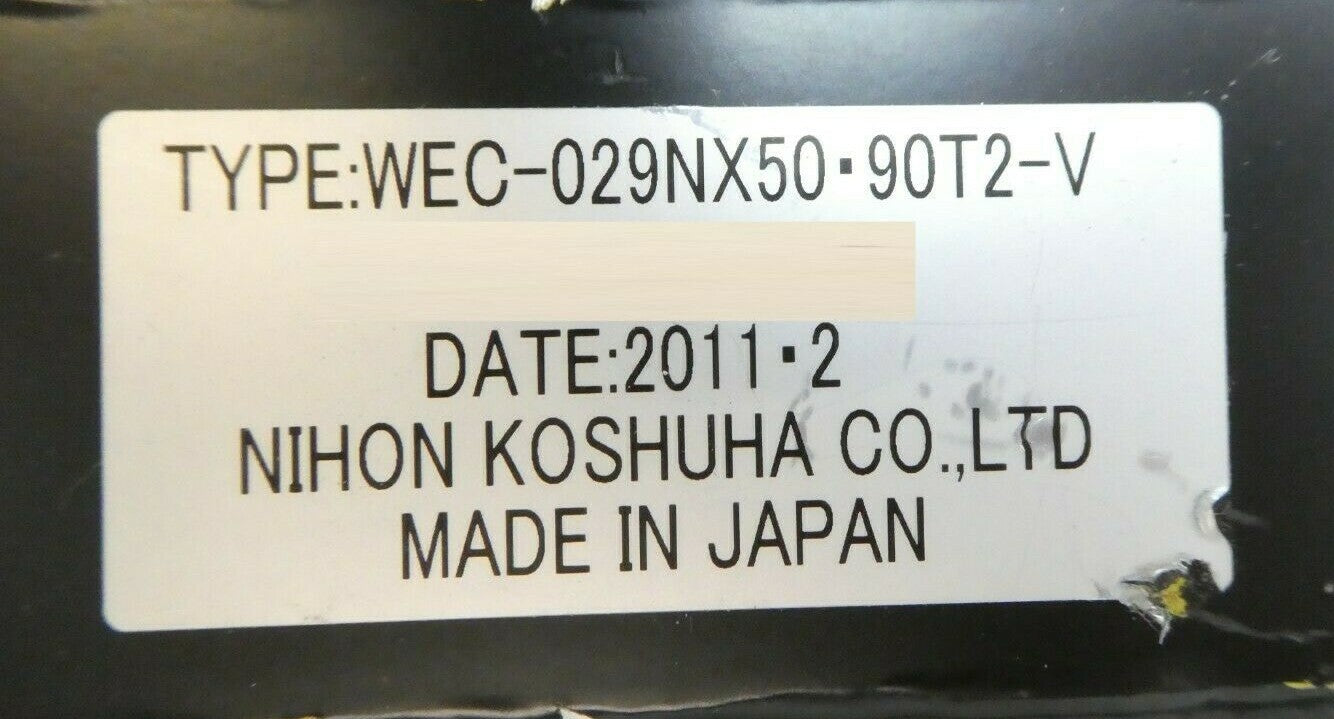 TYPE:WEC-029NX50・90T2-V
DATE:2011・2
NIHON KOSHUHA CO.,LTD
MADE IN JAPAN